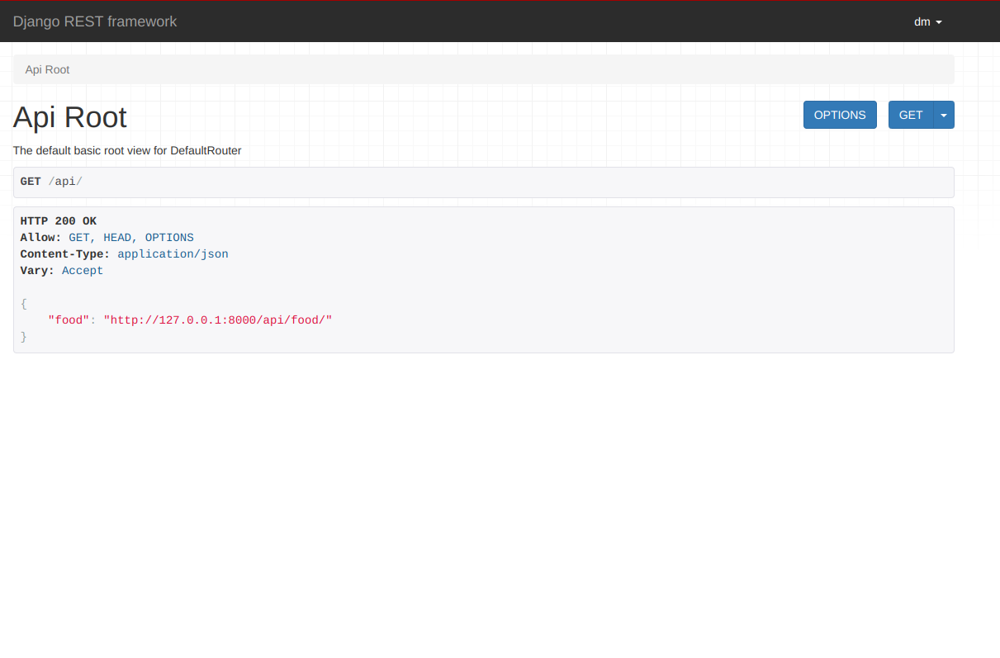 Django REST framework
dm
Api Root
Api Root
OPTIONS
GET
The default basic root view for DefaultRouter
GET /api/
HTTP 200 OK
Allow: GET, HEAD, OPTIONS
Content-Type: application/json
Vary: Accept
{
    "food": "http://127.0.0.1:8000/api/food/"
}